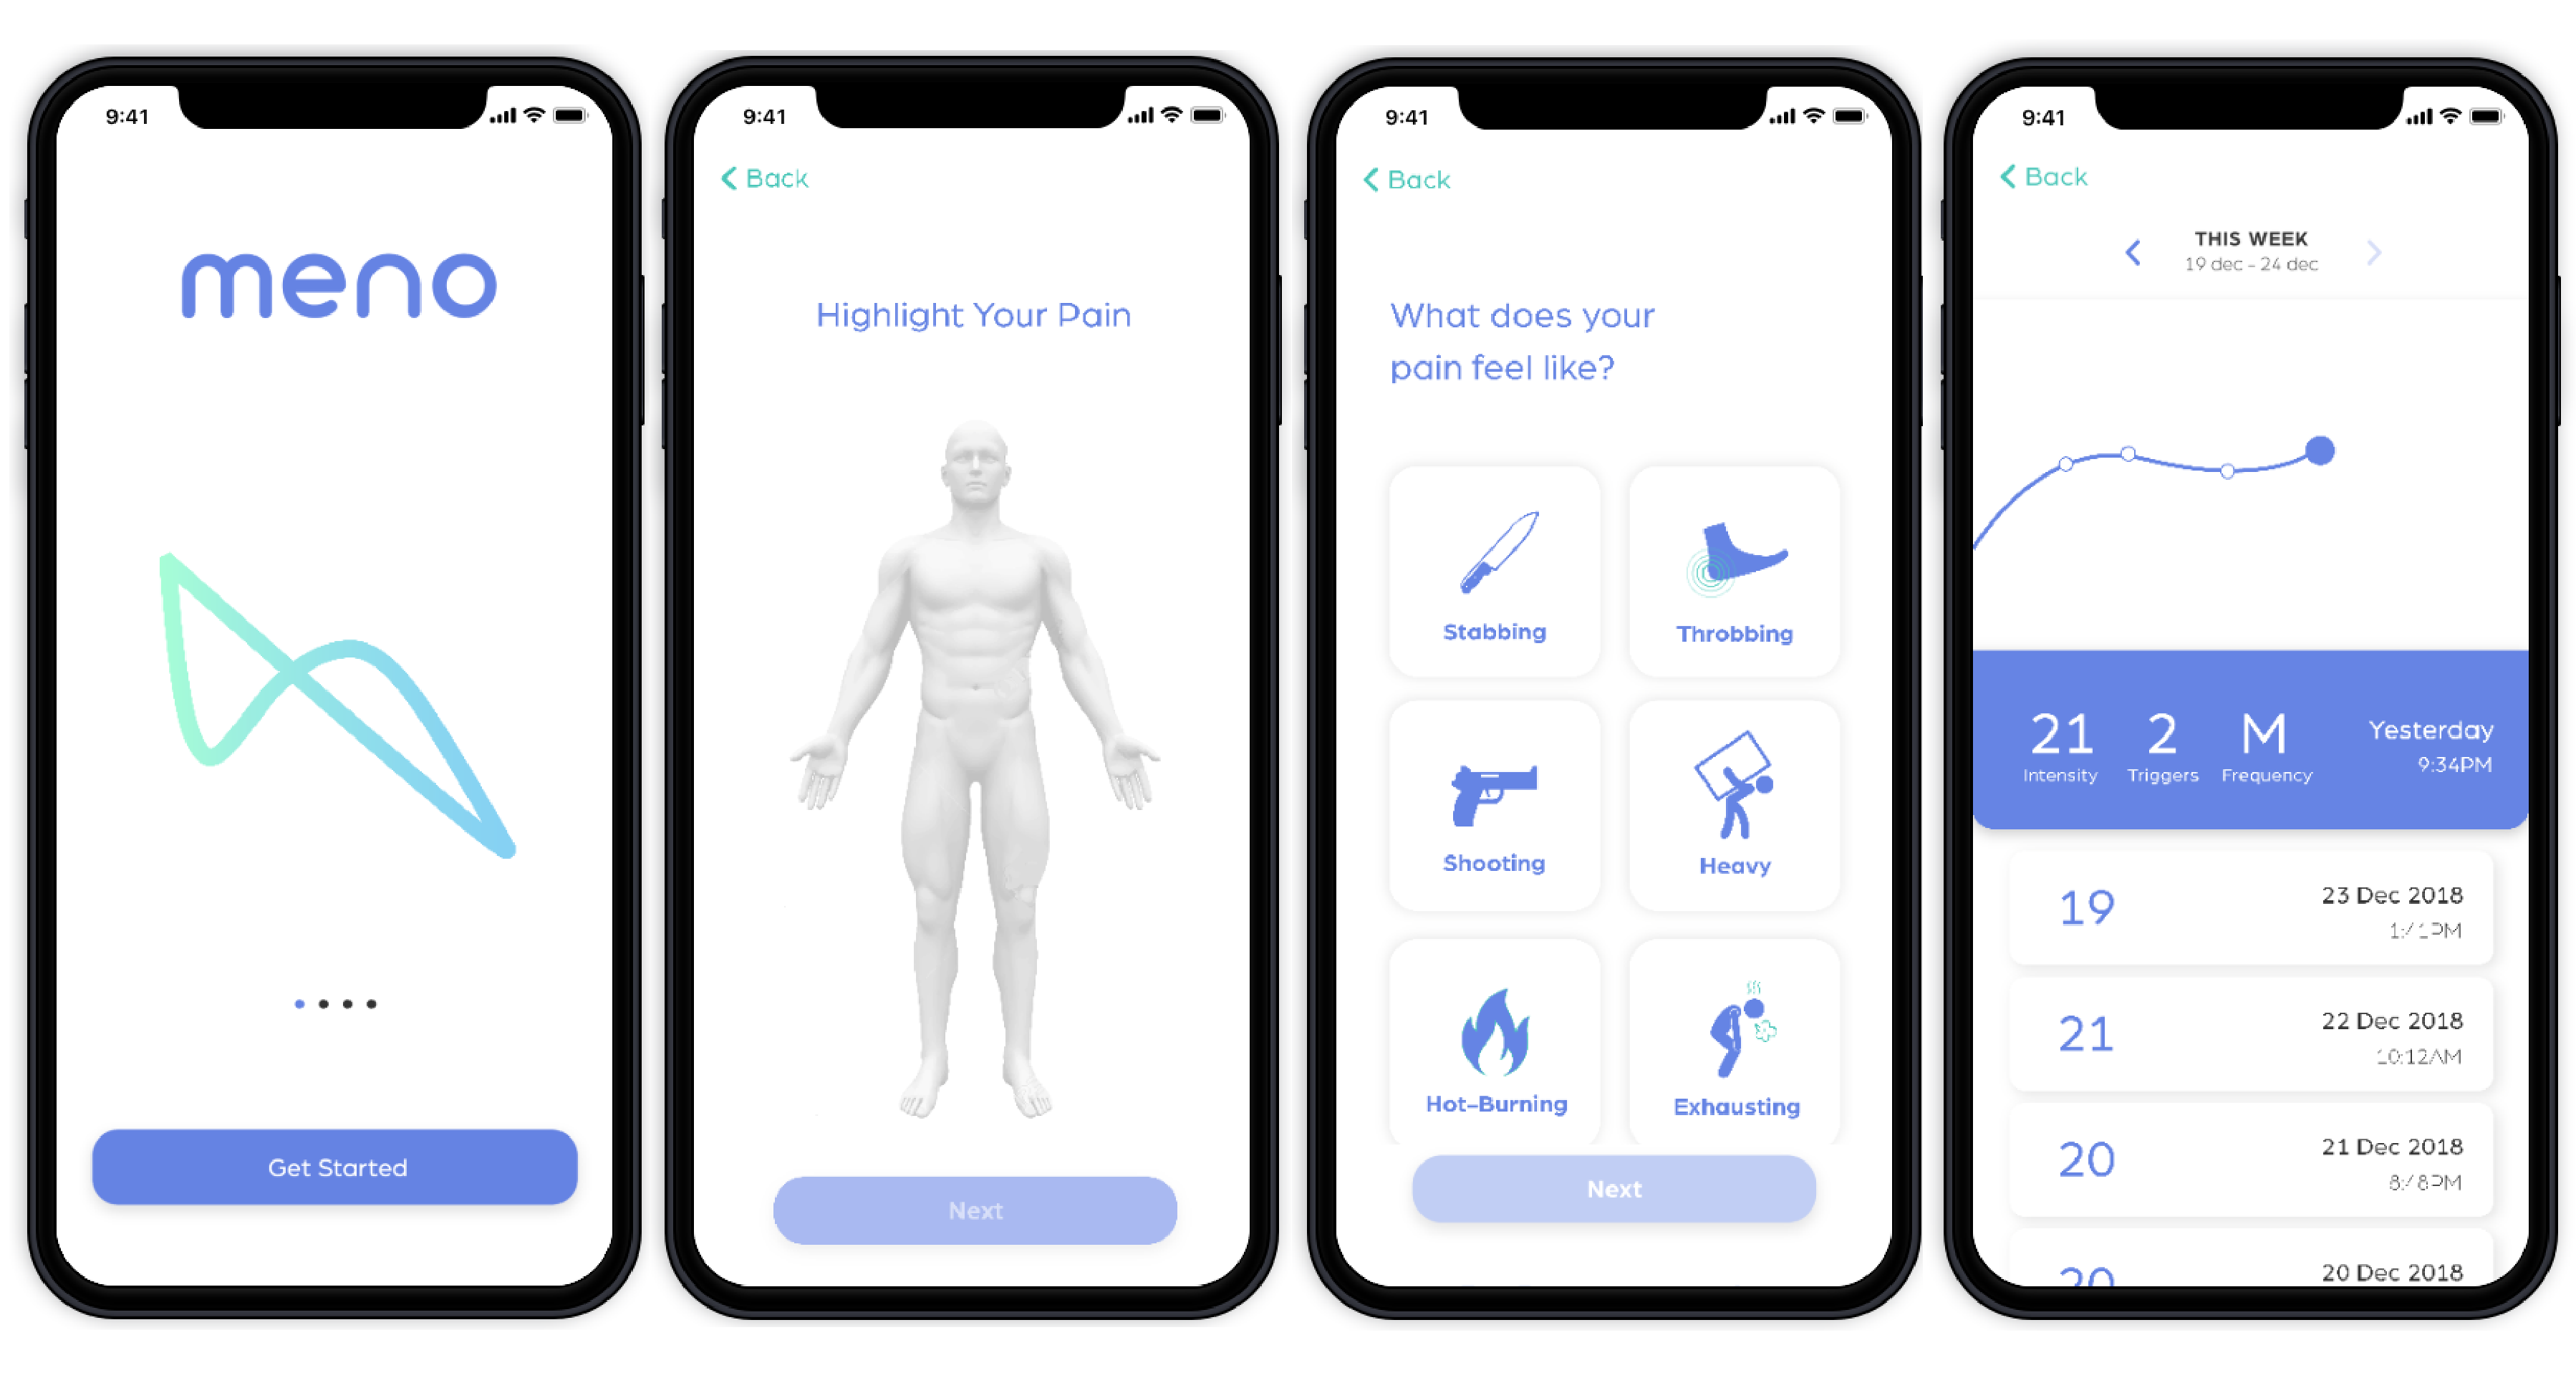 9:41
meno
Get Started
9:41
Back
Highlight Your Pain
Next
9:41
Back
What does your
pain feel like?
Stabbing
Throbbing
Shooting
Heavy
Hot-Burning
Exhausting
Next
9:41
Back
THIS WEEK
19 dec - 24 dec
21 2 M Yesterday
Intensity Triggers Frequency 9:34PM
19 23 Dec 2018
21 22 Dec 2018
10:12AM
20 21 Dec 2018
20 20 Dec 2018